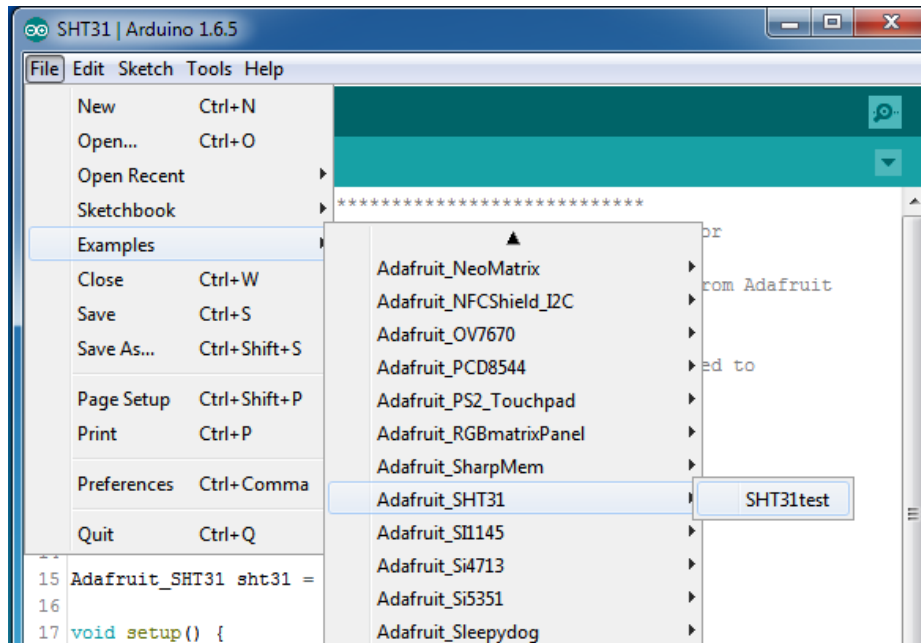 SHT31 | Arduino 1.6.5
File Edit Sketch Tools Help
New Ctrl+N
Open... Ctrl+O
Open Recent
Sketchbook
Examples
Close Ctrl+W
Save Ctrl+S
Save As... Ctrl+Shift+S
Page Setup Ctrl+Shift+P
Print Ctrl+P
Preferences Ctrl+Comma
Quit Ctrl+Q
Adafruit_NeoMatrix
Adafruit_NFCShield_I2C
Adafruit_OV7670
Adafruit_PCD8544
Adafruit_PS2_Touchpad
Adafruit_RGBmatrixPanel
Adafruit_SharpMem
Adafruit_SHT31
Adafruit_SI1145
Adafruit_Si4713
Adafruit_Si5351
Adafruit_Sleepydog
SHT31test
****************************
or
rom Adafruit
ed to
15 Adafruit_SHT31 sht31 =
16
17 void setup() {